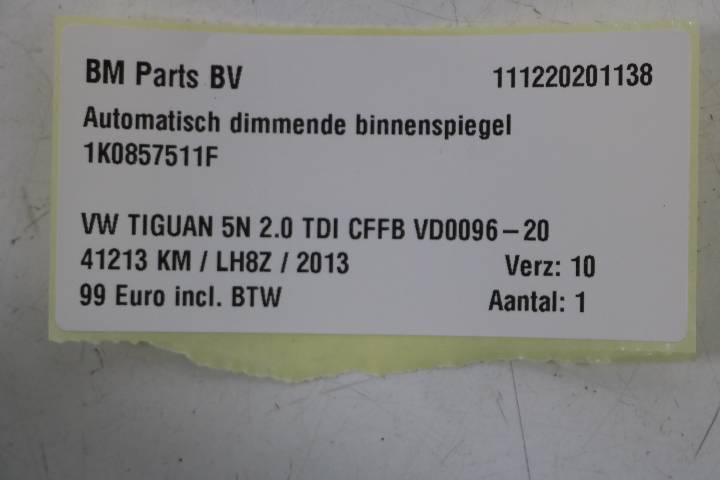 BM Parts BV 111220201138
Automatisch dimmende binnenspiegel
1K0857511F
VW TIGUAN 5N 2.0 TDI CFFB VD0096-20
41213 KM / LH8Z / 2013 Verz: 10
99 Euro incl. BTW Aantal: 1